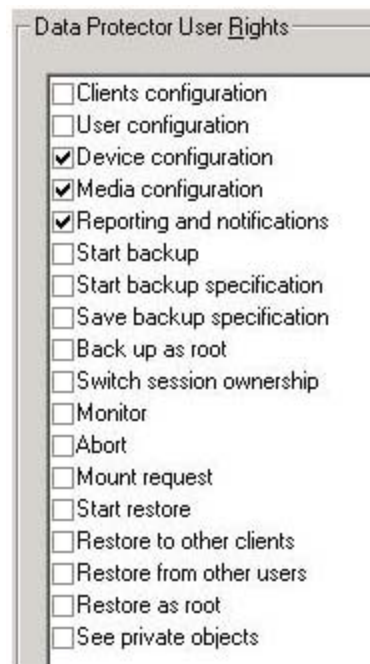 Data Protector User Rights
Clients configuration
User configuration
Device configuration
Media configuration
Reporting and notifications
Start backup
Start backup specification
Save backup specification
Back up as root
Switch session ownership
Monitor
Abort
Mount request
Start restore
Restore to other clients
Restore from other users
Restore as root
See private objects